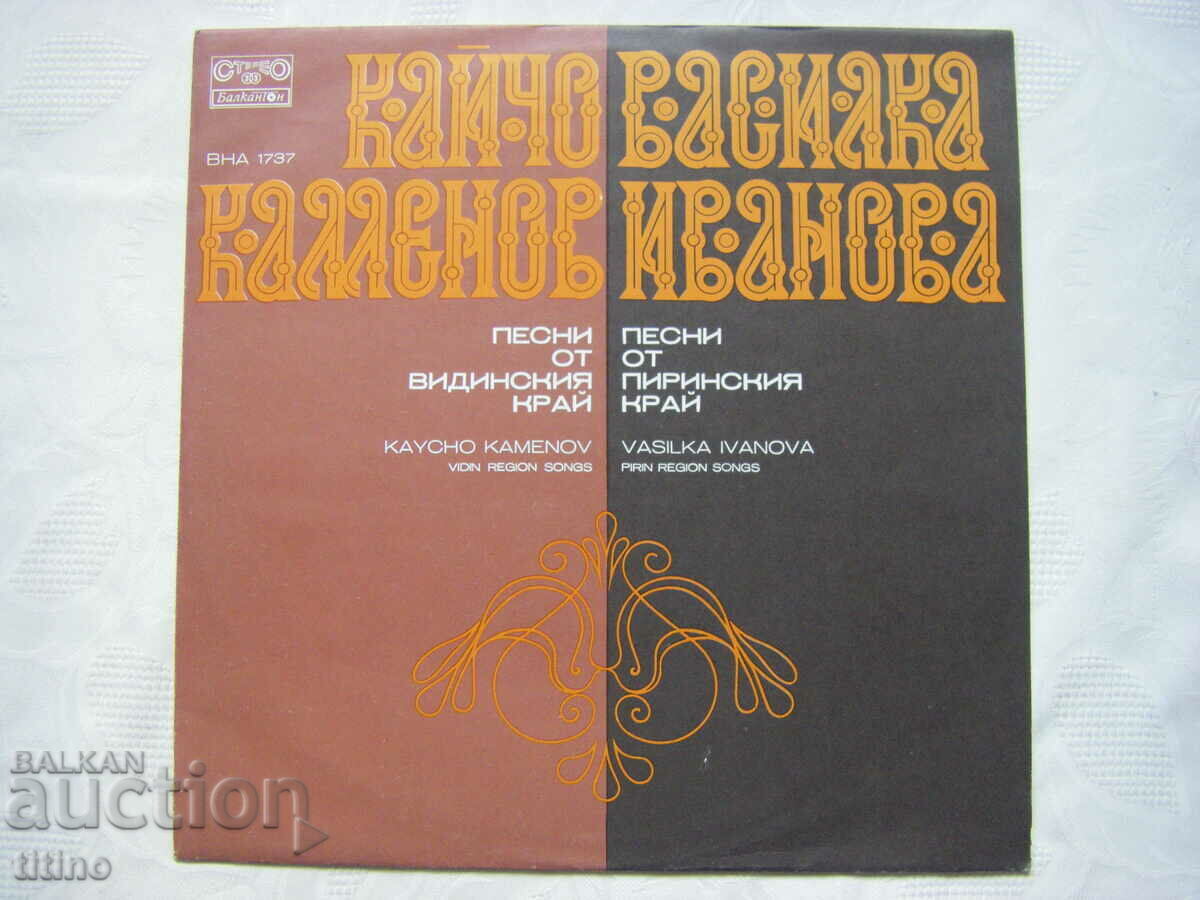 СТЕРЕО
33
Балкантон
ВНА 1737
КАЙЧО
КАМЕНОВ
ПЕСНИ
ОТ
ВИДИНСКИЯ
КРАЙ
KAYCHO KAMENOV
VIDIN REGION SONGS
ВАСИЛКА
ИВАНОВА
ПЕСНИ
ОТ
ПИРИНСКИЯ
КРАЙ
VASILKA IVANOVA
PIRIN REGION SONGS
BALKAN
auction
titino